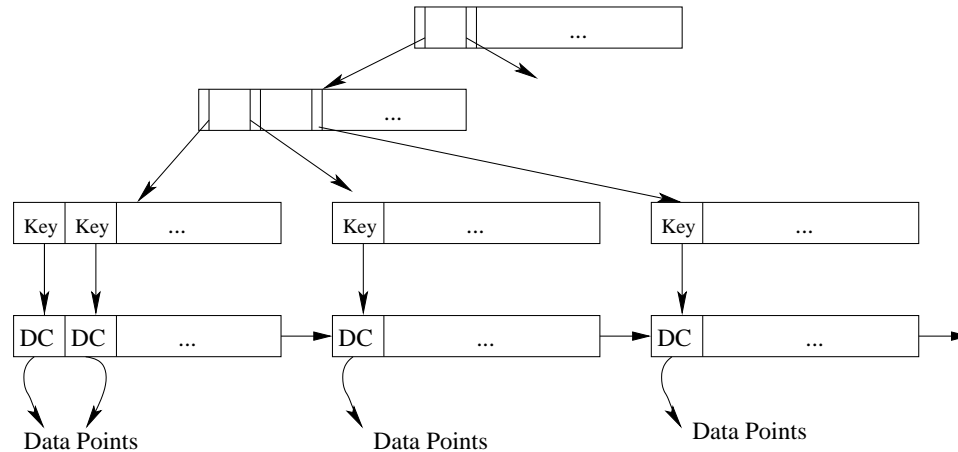 ...
...
Key Key ...
Key ...
Key ...
DC DC ...
DC ...
DC ...
Data Points
Data Points
Data Points